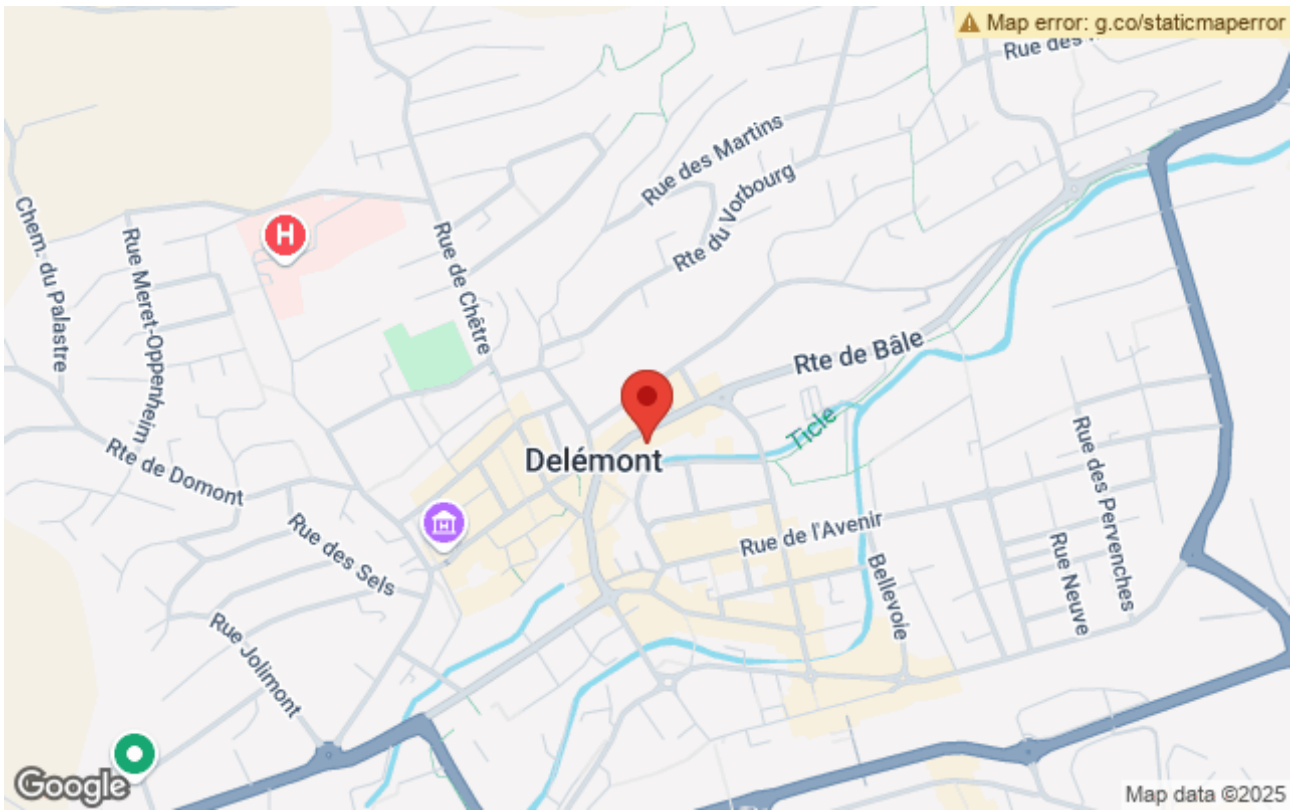 Map error: g.co/staticmaperror
Rue des
Rue des Martins
Rte du Vorbourg
Chem. du Palastre
Rue Meret-Oppenheim
H
Rue de Chêtre
Rte de Bâle
Ticle
Delémont
Rte de Domont
Rue des Sels
Rue de l'Avenir
Bellevoie
Rue Neuve
Rue des Pervenches
Rue Jolimont
Google
Map data ©2025